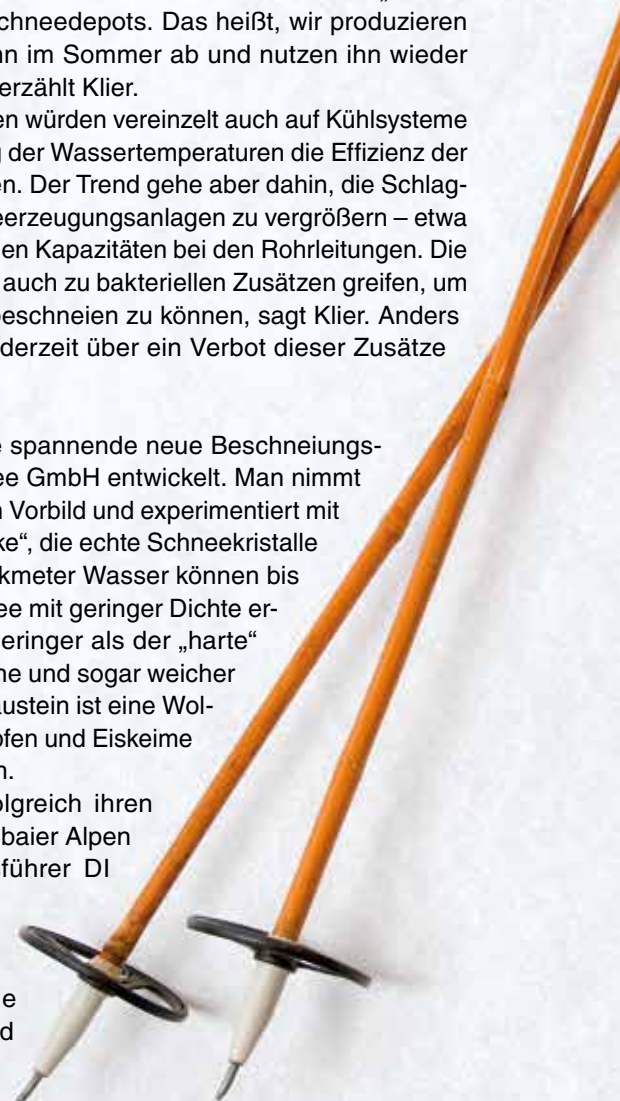 chneedepots. Das heißt, wir produzieren
nn im Sommer ab und nutzen ihn wieder
erzählt Klier.
en würden vereinzelt auch auf Kühlsysteme
g der Wassertemperaturen die Effizienz der
en. Der Trend gehe aber dahin, die Schlag-
eerzeugungsanlagen zu vergrößern – etwa
en Kapazitäten bei den Rohrleitungen. Die
auch zu bakteriellen Zusätzen greifen, um
beschneien zu können, sagt Klier. Anders
derzeit über ein Verbot dieser Zusätze
e spannende neue Beschneiungs-
ee GmbH entwickelt. Man nimmt
n Vorbild und experimentiert mit
ke“, die echte Schneekristalle
kmeter Wasser können bis
ee mit geringer Dichte er-
eringer als der „harte“
ne und sogar weicher
austein ist eine Wol-
pfen und Eiskeime
n.
olgreich ihren
baier Alpen
führer DI
e
d